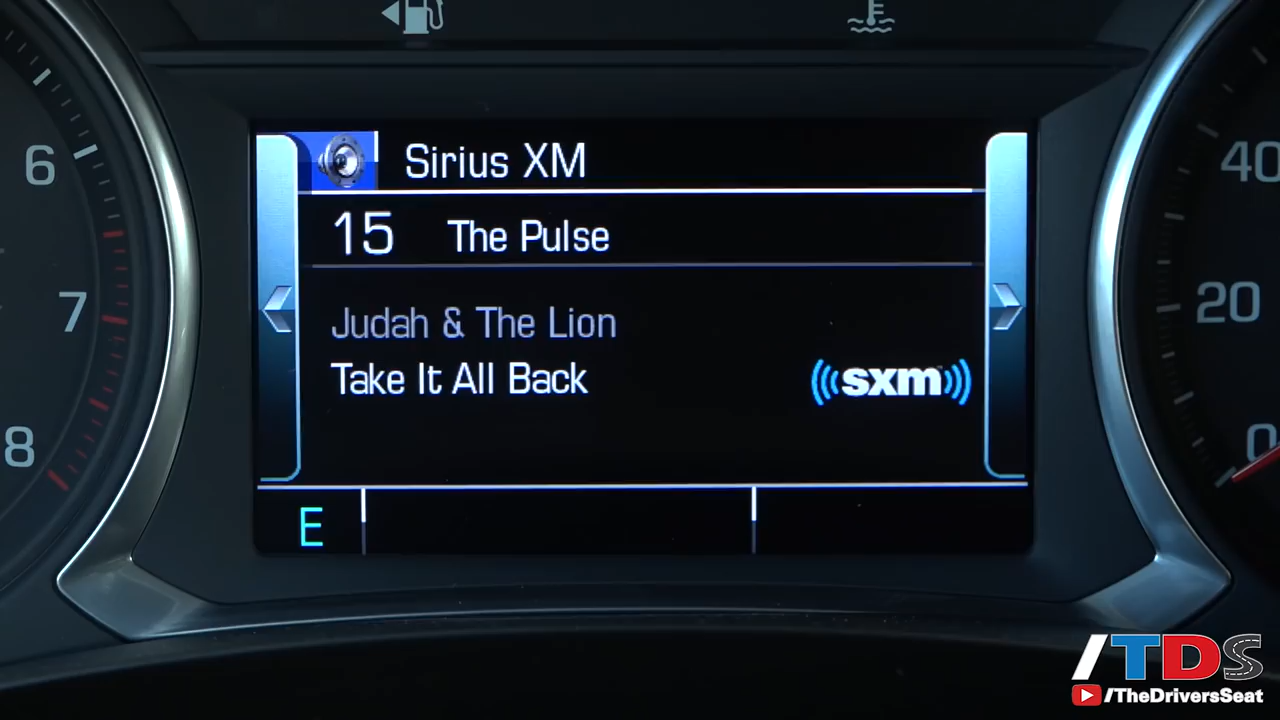 Sirius XM
15 The Pulse
Judah & The Lion
Take It All Back
sxm
E
6
7
8
40
20
0
/TDS
/TheDriversSeat